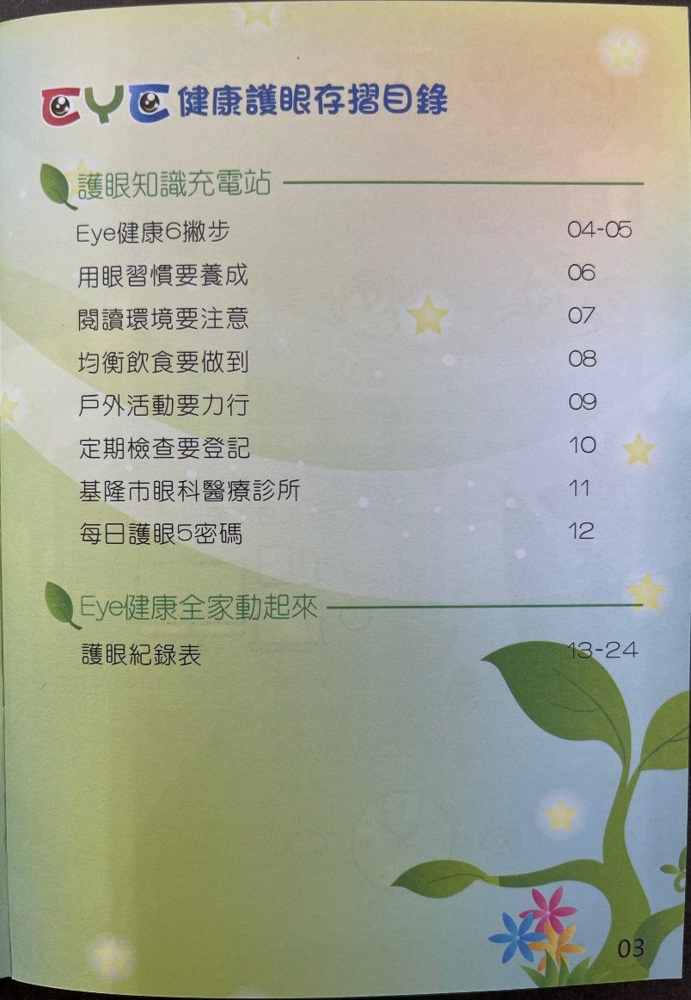 EYE健康護眼存摺目錄
護眼知識充電站
Eye健康6撇步 04-05
用眼習慣要養成 06
閱讀環境要注意 07
均衡飲食要做到 08
戶外活動要力行 09
定期檢查要登記 10
基隆市眼科醫療診所 11
每日護眼5密碼 12
Eye健康全家動起來
護眼紀錄表 13-24
03